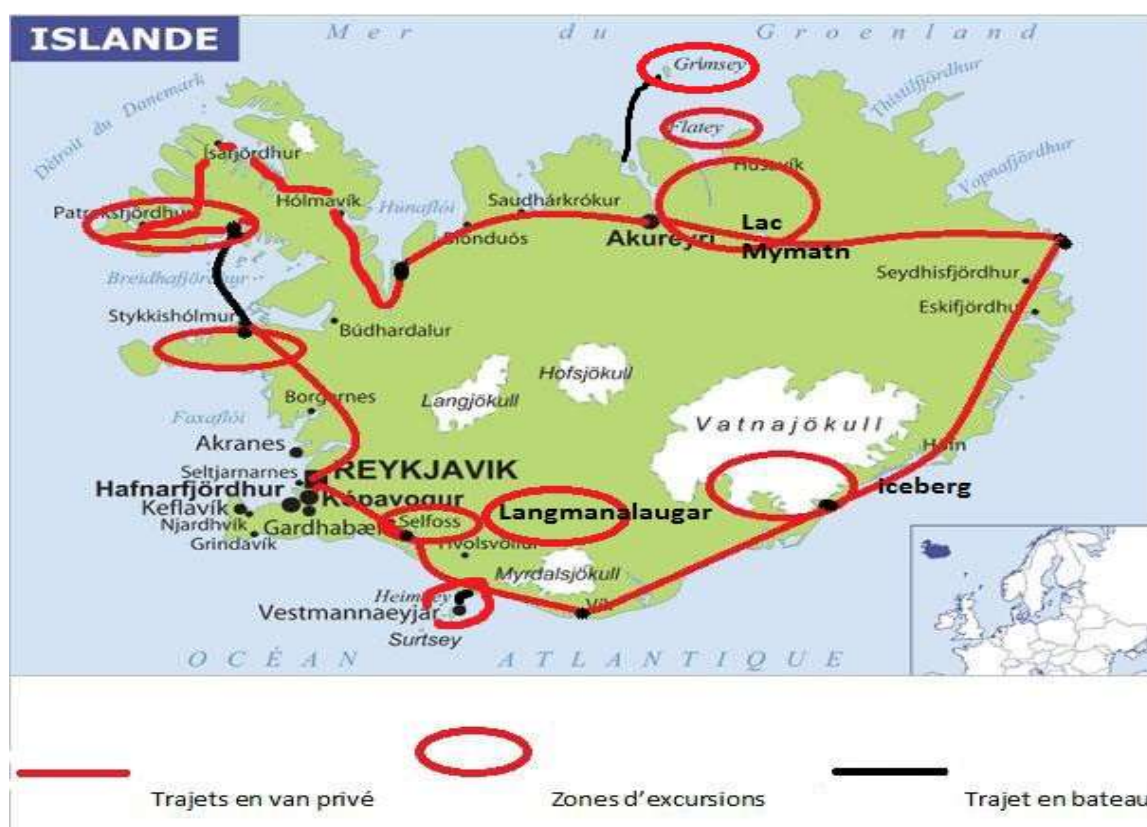 ISLANDE
Mer du Groenland
Détroit du Danemark
Grimsey
Flatey
Thistilfjördhur
Vopnafjördhur
Ísafjördhur
Hólmavík
Húnaflói
Saudhárkrókur
Húsavík
Patreksfjördhur
Blönduós
Akureyri
Lac
Mymatn
Breidhafjördhur
Seydhisfjördhur
Eskifjördhur
Stykkishólmur
Búdhardalur
Hofsjökull
Langjökull
Borgarnes
Vatnajökull
Faxaflói
Akranes
Höfn
Seltjarnarnes
REYKJAVIK
Hafnarfjördhur
Kópavogur
iceberg
Keflavík
Langmanalaugar
Njardhvík
Gardhabær
Selfoss
Grindavík
Hvolsvöllur
Myrdalsjökull
Heimaey
Vík
Vestmannaeyjar
Surtsey
OCÉAN ATLANTIQUE
Trajets en van privé
Zones d'excursions
Trajet en bateau